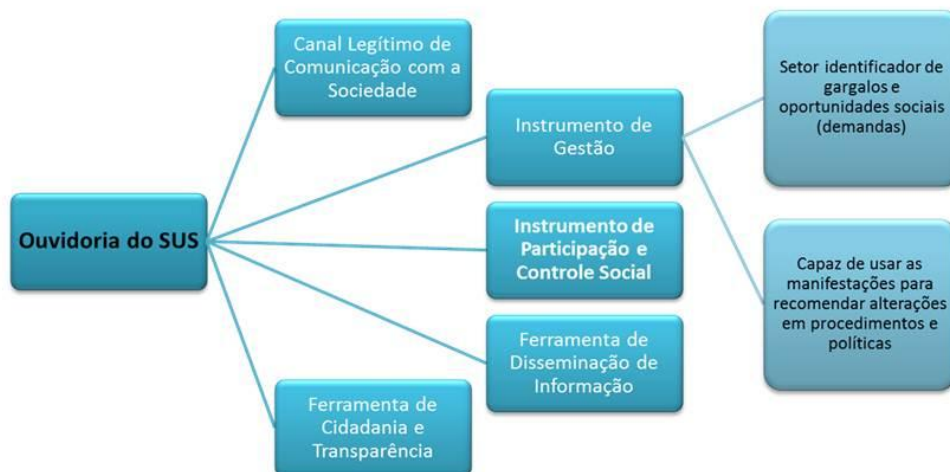 Ouvidoria do SUS
Canal Legítimo de
Comunicação com a
Sociedade
Instrumento de
Gestão
Instrumento de
Participação e
Controle Social
Ferramenta de
Disseminação de
Informação
Ferramenta de
Cidadania e
Transparência
Setor identificador de
gargalos e
oportunidades sociais
(demandas)
Capaz de usar as
manifestações para
recomendar alterações
em procedimentos e
políticas